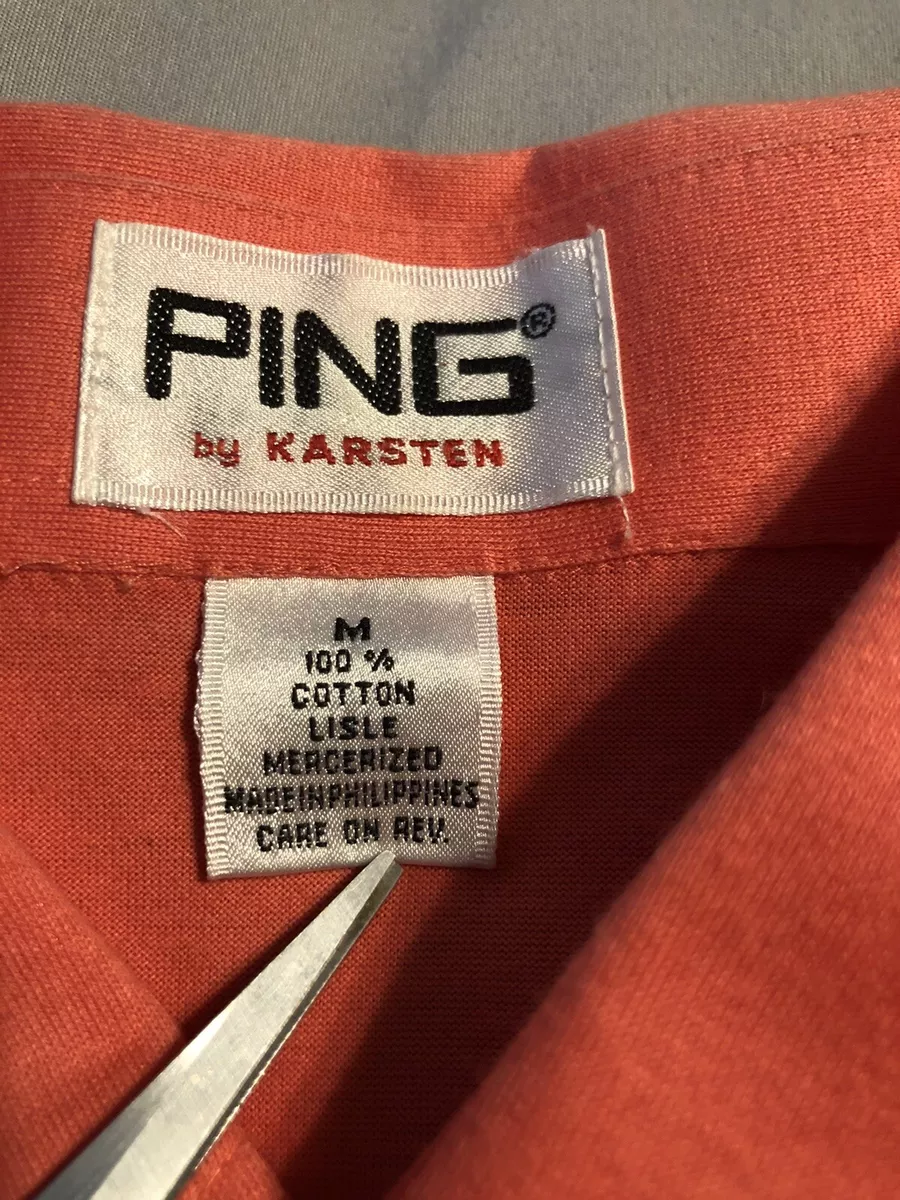 PING®
by KARSTEN
M
100 %
COTTON
LISLE
MERCERIZED
MADEINPHILIPPINES
CARE ON REV.